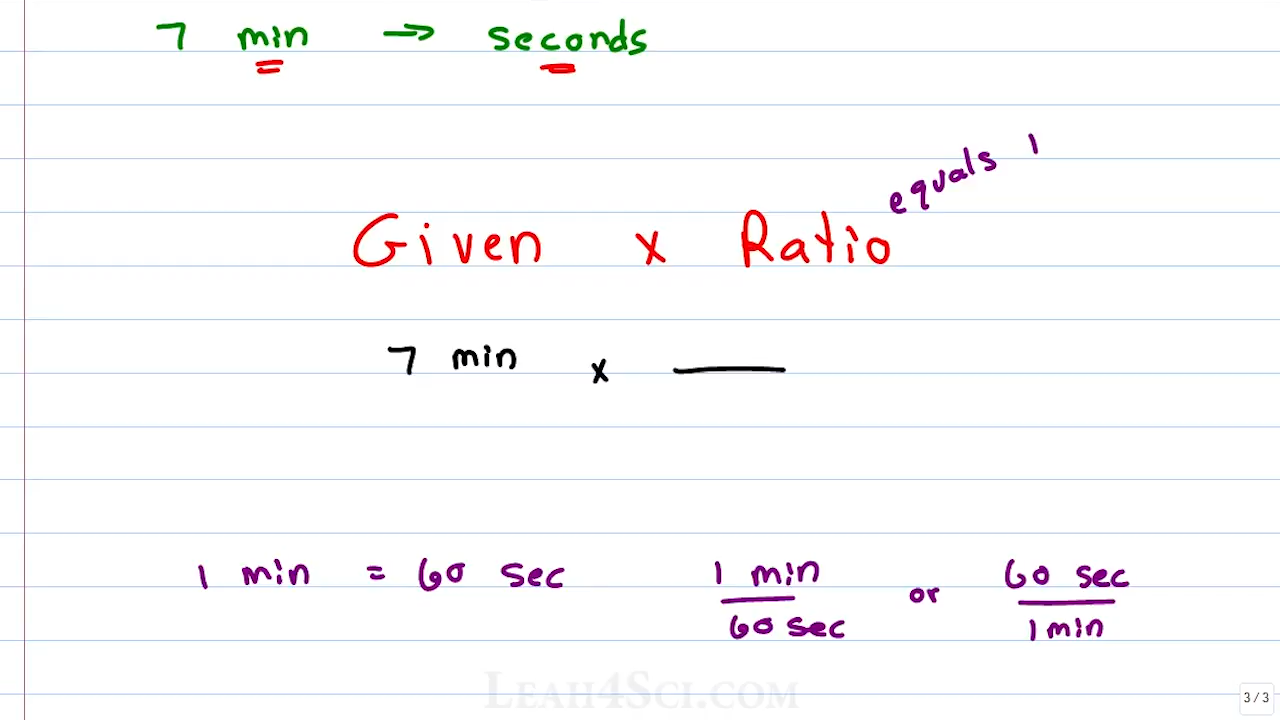 7 min → seconds
equals 1
Given x Ratio
7 min x ___
1 min = 60 sec
1 min
60 sec
or
60 sec
1 min
LEAH4SCI.COM
3 / 3